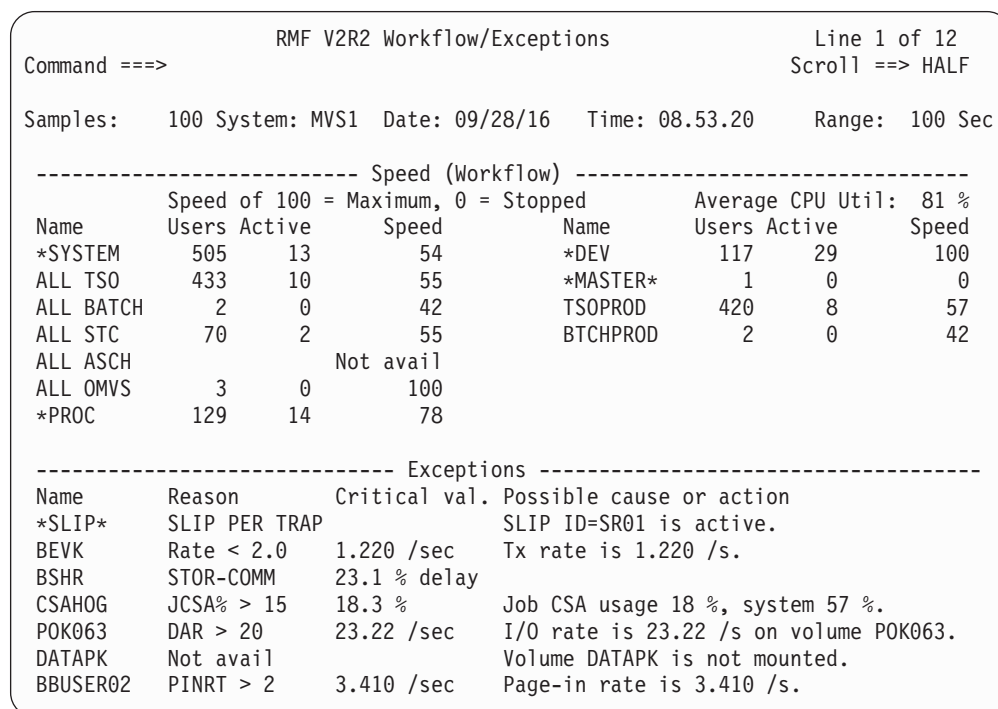 RMF V2R2 Workflow/Exceptions Line 1 of 12
Command ===> Scroll ==> HALF
Samples: 100 System: MVS1 Date: 09/28/16 Time: 08.53.20 Range: 100 Sec
--------------------------- Speed (Workflow) ---------------------------------
Speed of 100 = Maximum, 0 = Stopped Average CPU Util: 81 %
Name Users Active Speed Name Users Active Speed
*SYSTEM 505 13 54 *DEV 117 29 100
ALL TSO 433 10 55 *MASTER* 1 0 0
ALL BATCH 2 0 42 TSOPROD 420 8 57
ALL STC 70 2 55 BTCHPROD 2 0 42
ALL ASCH Not avail
ALL OMVS 3 0 100
*PROC 129 14 78
------------------------------ Exceptions -------------------------------------
Name Reason Critical val. Possible cause or action
*SLIP* SLIP PER TRAP SLIP ID=SR01 is active.
BEVK Rate < 2.0 1.220 /sec Tx rate is 1.220 /s.
BSHR STOR-COMM 23.1 % delay
CSAHOG JCSA% > 15 18.3 % Job CSA usage 18 %, system 57 %.
POK063 DAR > 20 23.22 /sec I/O rate is 23.22 /s on volume POK063.
DATAPK Not avail Volume DATAPK is not mounted.
BBUSER02 PINRT > 2 3.410 /sec Page-in rate is 3.410 /s.